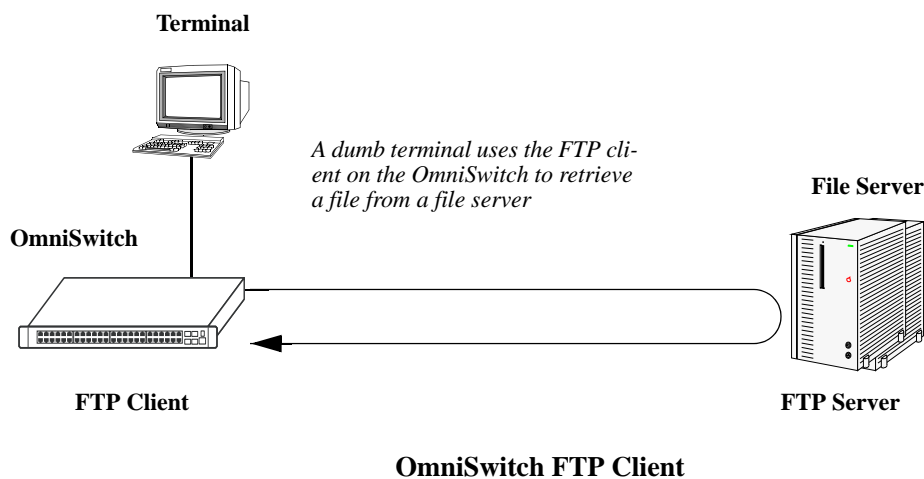 Terminal
A dumb terminal uses the FTP cli-
ent on the OmniSwitch to retrieve
a file from a file server
File Server
OmniSwitch
FTP Client
FTP Server
OmniSwitch FTP Client